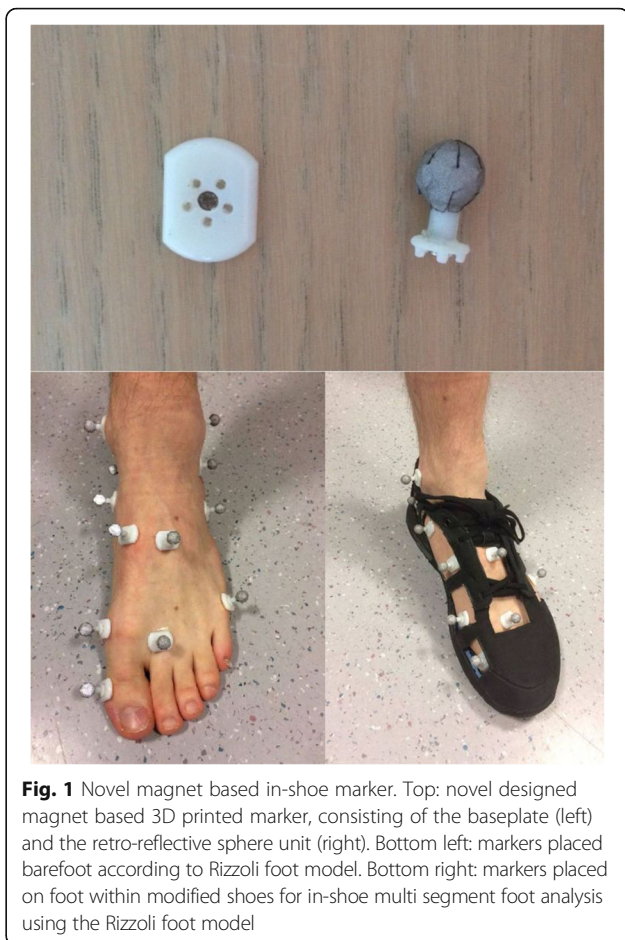 Fig. 1 Novel magnet based in-shoe marker. Top: novel designed
magnet based 3D printed marker, consisting of the baseplate (left)
and the retro-reflective sphere unit (right). Bottom left: markers placed
barefoot according to Rizzoli foot model. Bottom right: markers placed
on foot within modified shoes for in-shoe multi segment foot analysis
using the Rizzoli foot model